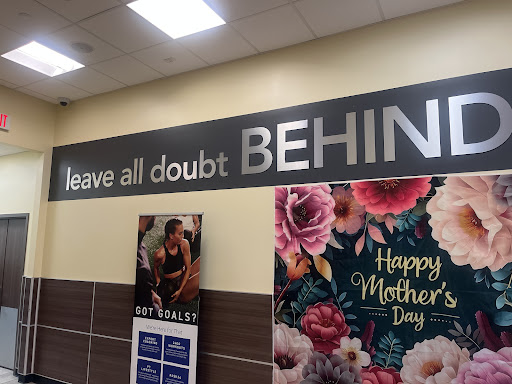 leave all doubt BEHIND
Happy
Mother's
Day
GOT GOALS?